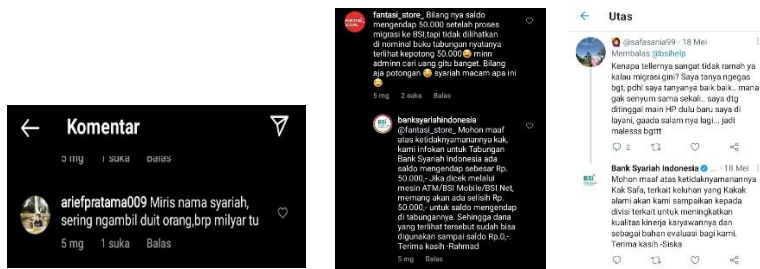 Komentar
5 mg 1 suka Balas
ariefpratama009 Miris nama syariah,
sering ngambil duit orang,brp milyar tu
5 mg 1 suka Balas
fantasi_store_ Bilang nya saldo
mengendap 50.000 setelah proses
migrasi ke BSI,tapi tidak dilihatkan
di nominal buku tabungan nyatanya
terlihat kepotong 50.000😅 minn
adminn cari uang gitu banget. Bilang
aja potongan 😅 syariah macam apa ini
😅
5 mg 2 suka Balas
banksyariahindonesia
@fantasi_store_ Mohon maaf
atas ketidaknyamanannya kak,
kami infokan untuk Tabungan
Bank Syariah Indonesia ada
saldo mengendap sebesar Rp.
50.000,- Jika dicek melalui
mesin ATM/BSI Mobile/BSI Net,
memang akan ada selisih Rp.
50.000,- untuk saldo mengendap
di tabungannya. Sehingga dana
yang terlihat tersebut sudah bisa
digunakan sampai saldo Rp.0,-.
Terima kasih -Rahmad
5 mg Balas
Utas
@safasania99 · 18 Mei
Membalas @bsihelp
Kenapa tellernya sangat tidak ramah ya
kalau migrasi gini? Saya tanya ngegas
bgt, pdhl saya tanyanya baik baik.. mana
gak senyum sama sekali.. saya dtg
ditinggal main HP dulu baru saya di
layani, gaada salam nya lagi... jadi
malesss bgttt
2
Bank Syariah Indonesia · 18 Mei
BSI
Mohon maaf atas ketidaknyamanannya
Kak Safa, terkait keluhan yang Kakak
alami akan kami sampaikan kepada
divisi terkait untuk meningkatkan
kualitas kinerja karyawannya dan
sebagai bahan evaluasi bagi kami.
Terima kasih -Siska